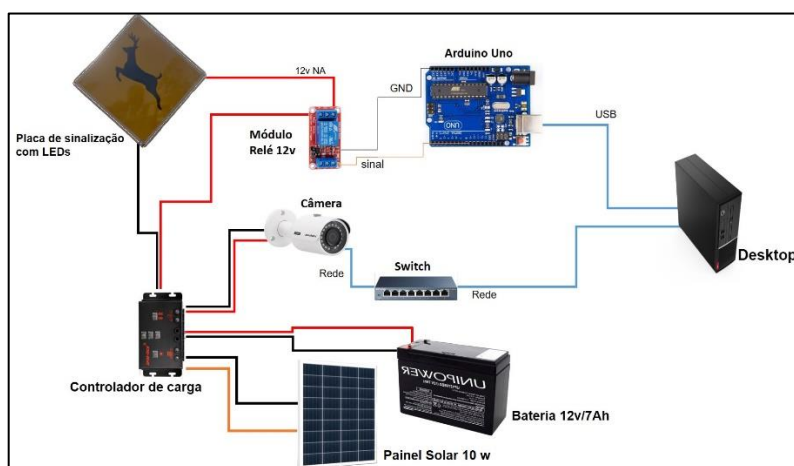 Arduino Uno
12v NA
GND
USB
Módulo
Relé 12v
sinal
Placa de sinalização
com LEDs
Câmera
Rede
Switch
Rede
Desktop
Controlador de carga
UNIPOWER
Bateria 12v/7Ah
Painel Solar 10 w